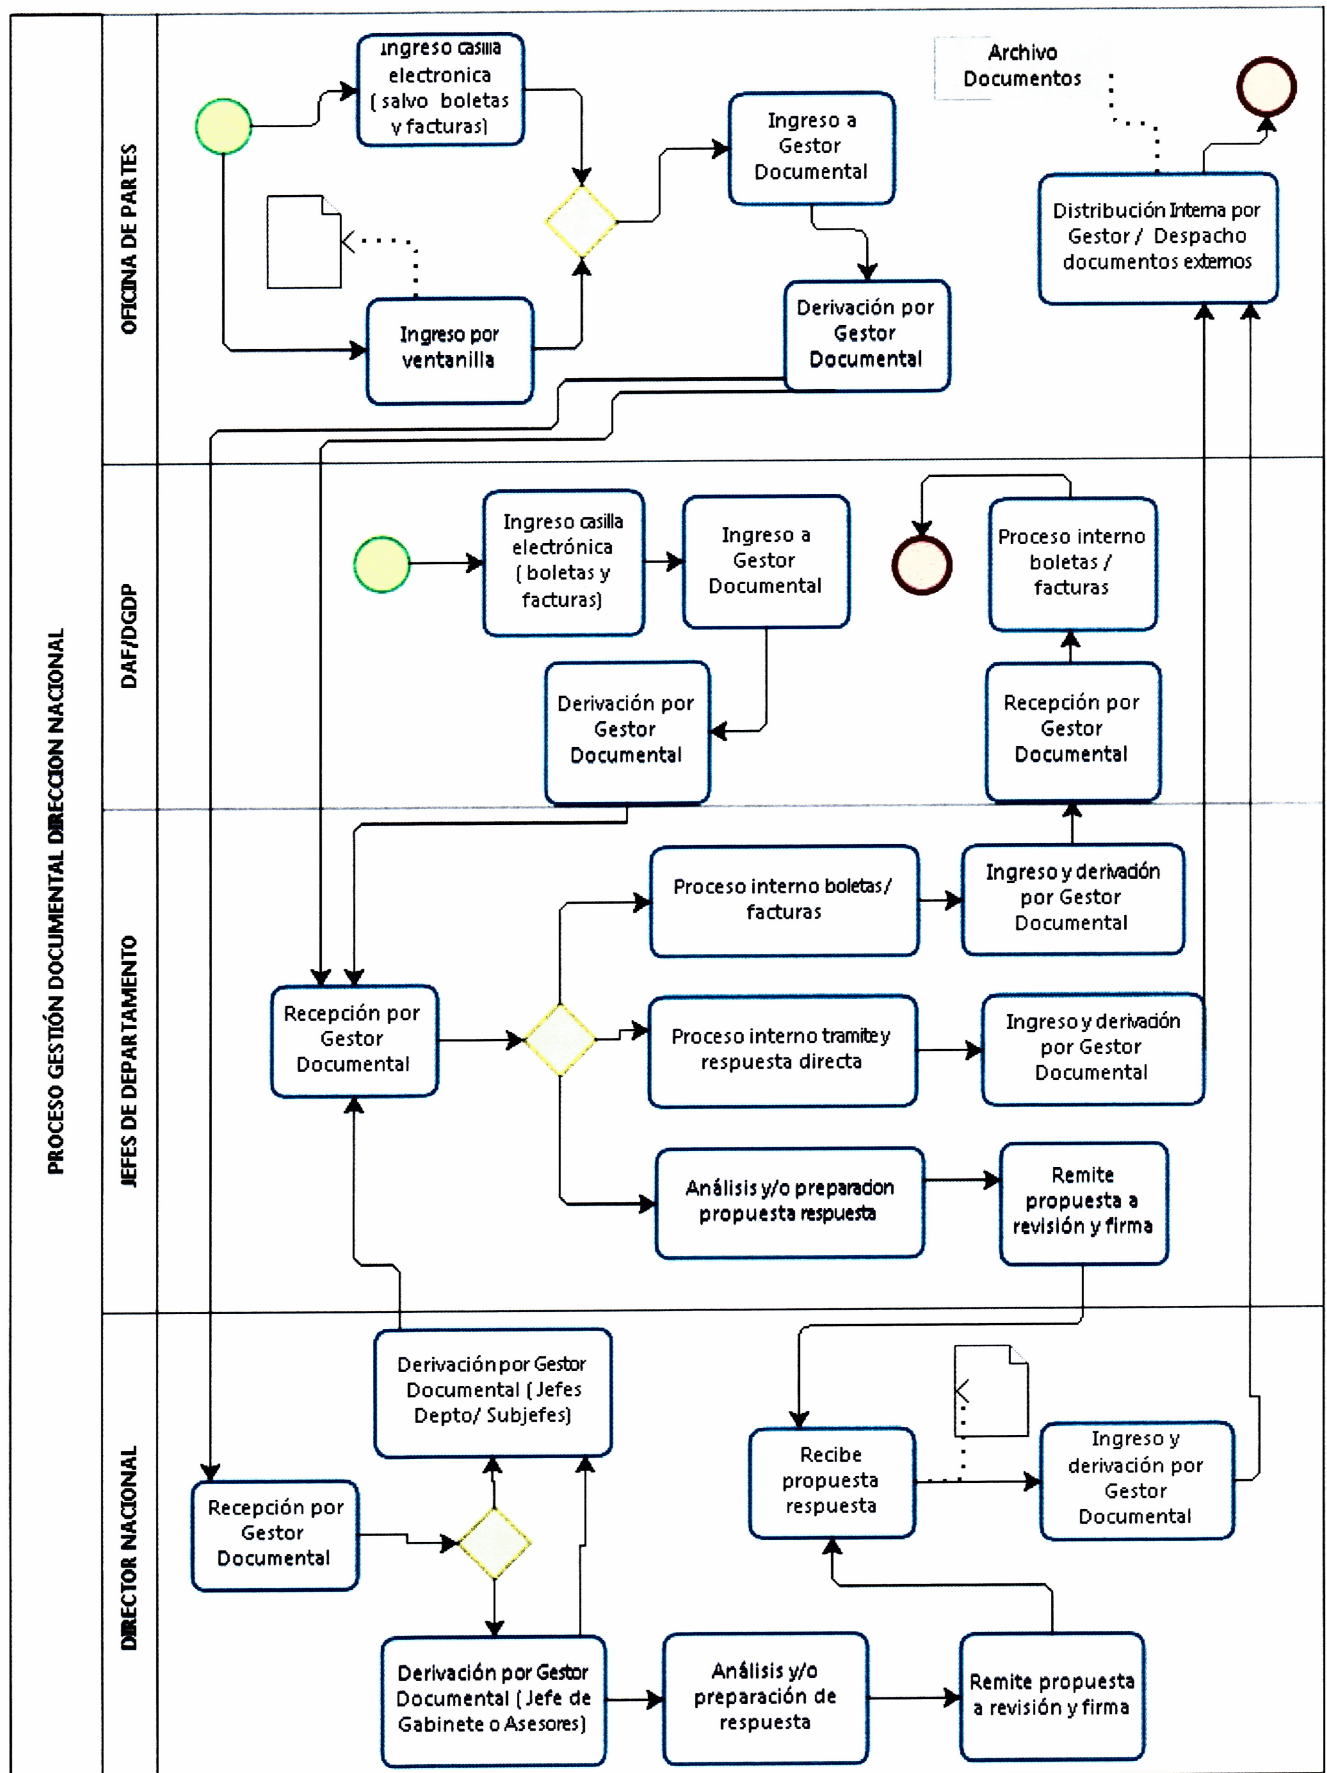 PROCESO GESTIÓN DOCUMENTAL DIRECCION NACIONAL
OFICINA DE PARTES
Ingreso casilla
electronica
( salvo boletas
y facturas)
Ingreso por
ventanilla
Ingreso a
Gestor
Documental
Derivación por
Gestor
Documental
Archivo
Documentos
Distribución Interna por
Gestor / Despacho
documentos externos
DAF/DGDP
Ingreso casilla
electrónica
( boletas y
facturas)
Ingreso a
Gestor
Documental
Derivación por
Gestor
Documental
Proceso interno
boletas /
facturas
Recepción por
Gestor
Documental
JEFES DE DEPARTAMENTO
Recepción por
Gestor
Documental
Proceso interno boletas/
facturas
Ingreso y derivación
por Gestor
Documental
Proceso interno tramite y
respuesta directa
Ingreso y derivación
por Gestor
Documental
Análisis y/o preparacion
propuesta respuesta
Remite
propuesta a
revisión y firma
DIRECTOR NACIONAL
Derivación por Gestor
Documental ( Jefes
Depto/ Subjefes)
Recepción por
Gestor
Documental
Recibe
propuesta
respuesta
Ingreso y
derivación por
Gestor
Documental
Derivación por Gestor
Documental ( Jefe de
Gabinete o Asesores)
Análisis y/o
preparación de
respuesta
Remite propuesta
a revisión y firma